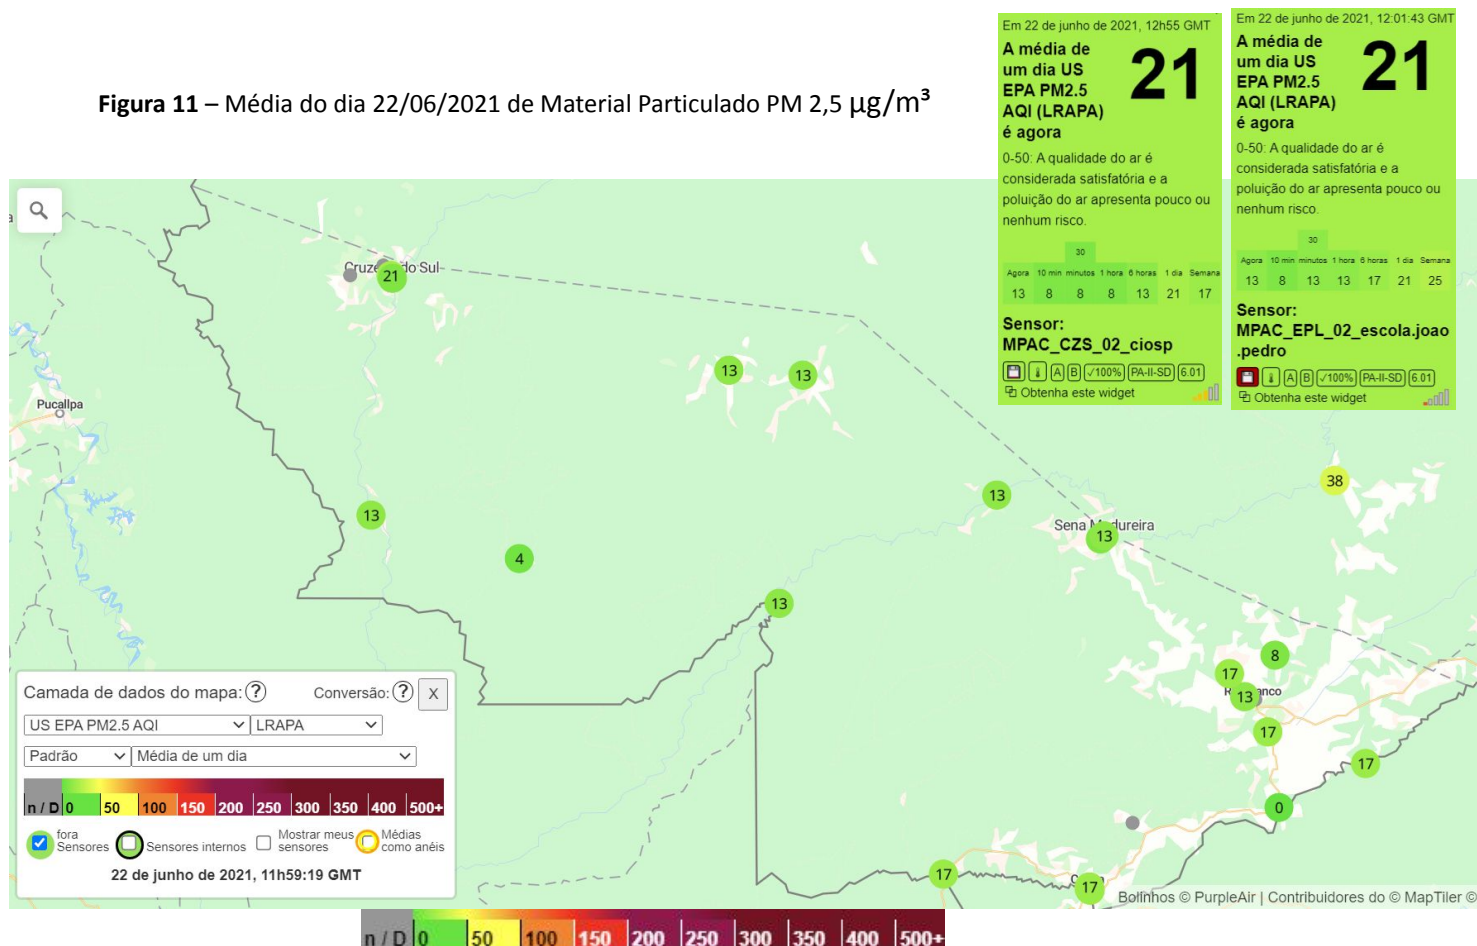 Figura 11 – Média do dia 22/06/2021 de Material Particulado PM 2,5 µg/m³
Em 22 de junho de 2021, 12h55 GMT
A média de
um dia US
EPA PM2.5
AQI (LRAPA)
é agora
21
0-50: A qualidade do ar é
considerada satisfatória e a
poluição do ar apresenta pouco ou
nenhum risco.
30
Agora 10 min minutos 1 hora 6 horas 1 dia Semana
13 8 8 8 13 21 17
Sensor:
MPAC_CZS_02_ciosp
A B √100% PA-II-SD 6.01
Obtenha este widget
Em 22 de junho de 2021, 12:01:43 GMT
A média de
um dia US
EPA PM2.5
AQI (LRAPA)
é agora
21
0-50: A qualidade do ar é
considerada satisfatória e a
poluição do ar apresenta pouco ou
nenhum risco.
30
Agora 10 min minutos 1 hora 6 horas 1 dia Semana
13 8 13 13 17 21 25
Sensor:
MPAC_EPL_02_escola.joao
.pedro
A B √100% PA-II-SD 6.01
Obtenha este widget
21
13
13
Pucallpa
38
13
13
Sena
13
4
13
8
17
13
17
17
0
17
17
Camada de dados do mapa: ? Conversão: ? X
US EPA PM2.5 AQI LRAPA
Padrão Média de um dia
n / D 0 50 100 150 200 250 300 350 400 500+
fora
Sensores
Sensores internos
Mostrar meus
sensores
Médias
como anéis
22 de junho de 2021, 11h59:19 GMT
Bolinhos © PurpleAir | Contribuidores do © MapTiler ©
n / D 0 50 100 150 200 250 300 350 400 500+